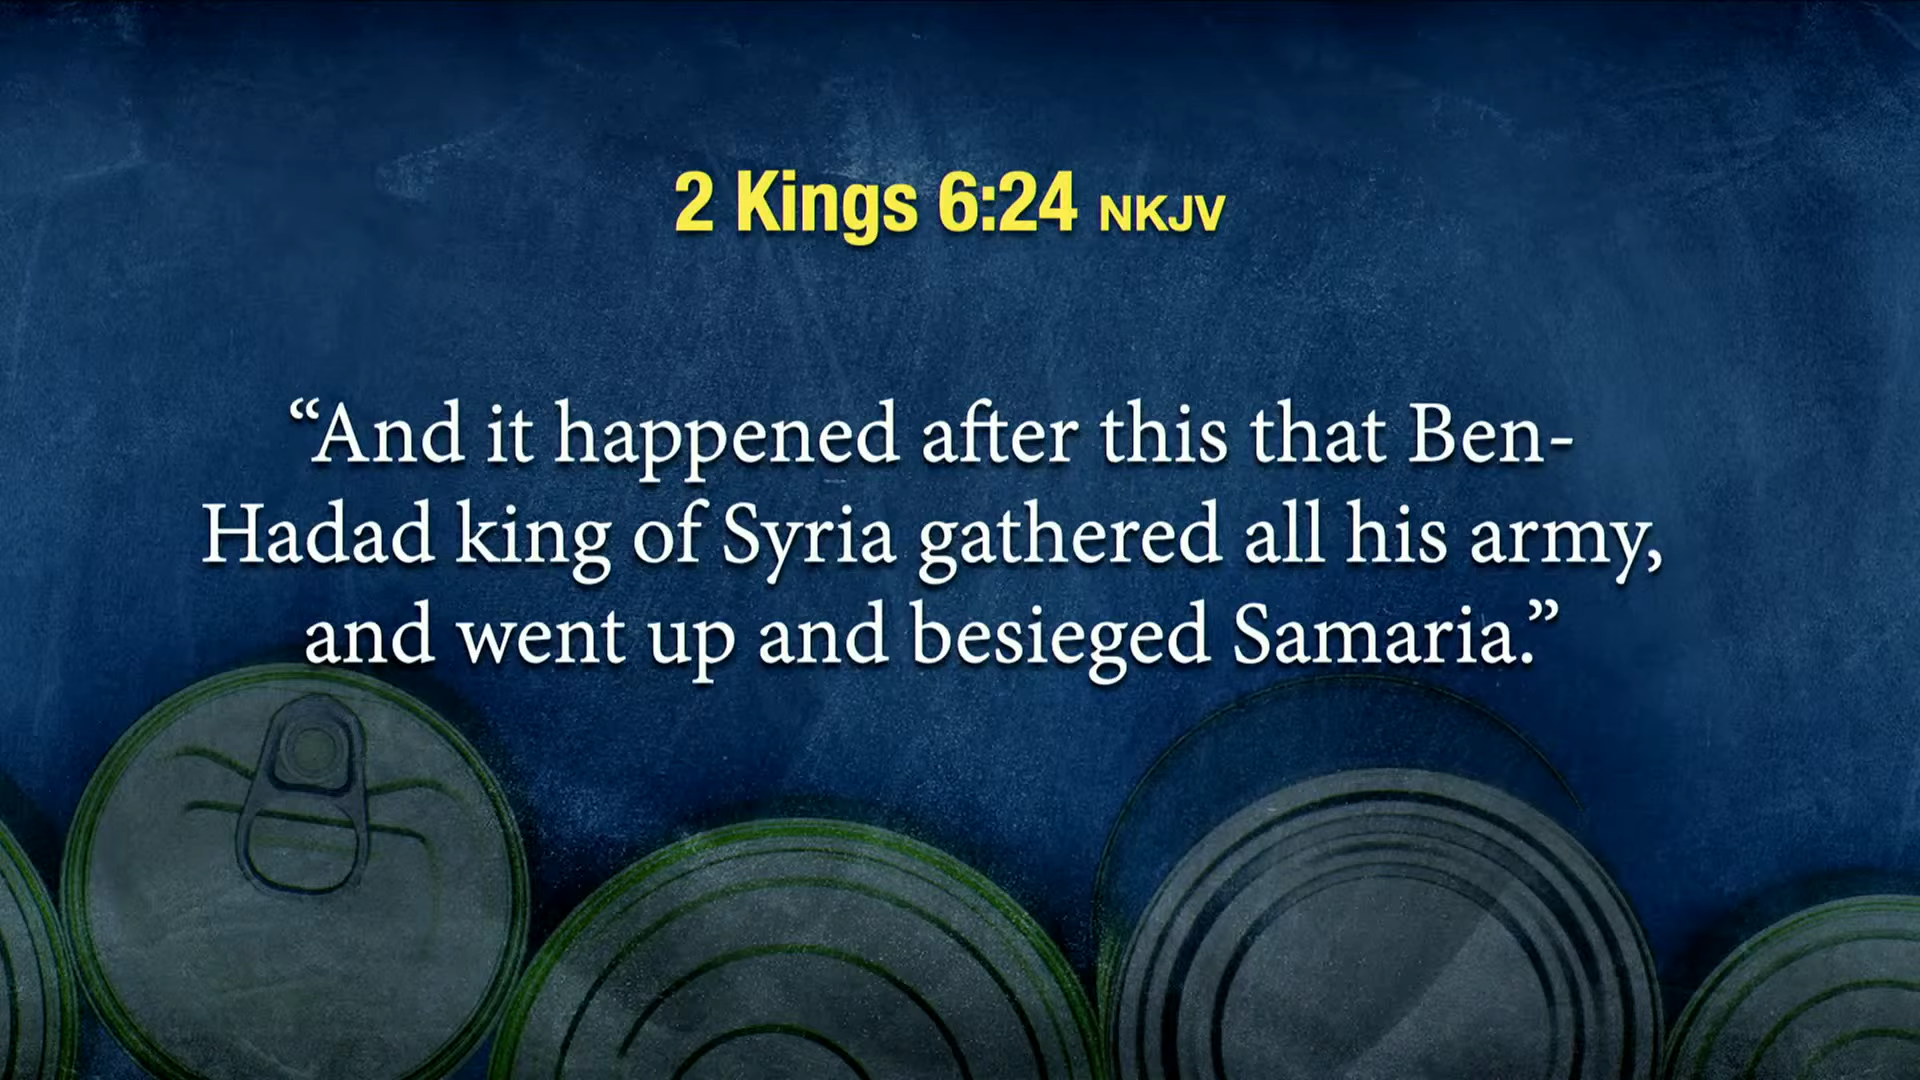 2 Kings 6:24 NKJV
“And it happened after this that Ben-
Hadad king of Syria gathered all his army,
and went up and besieged Samaria.”